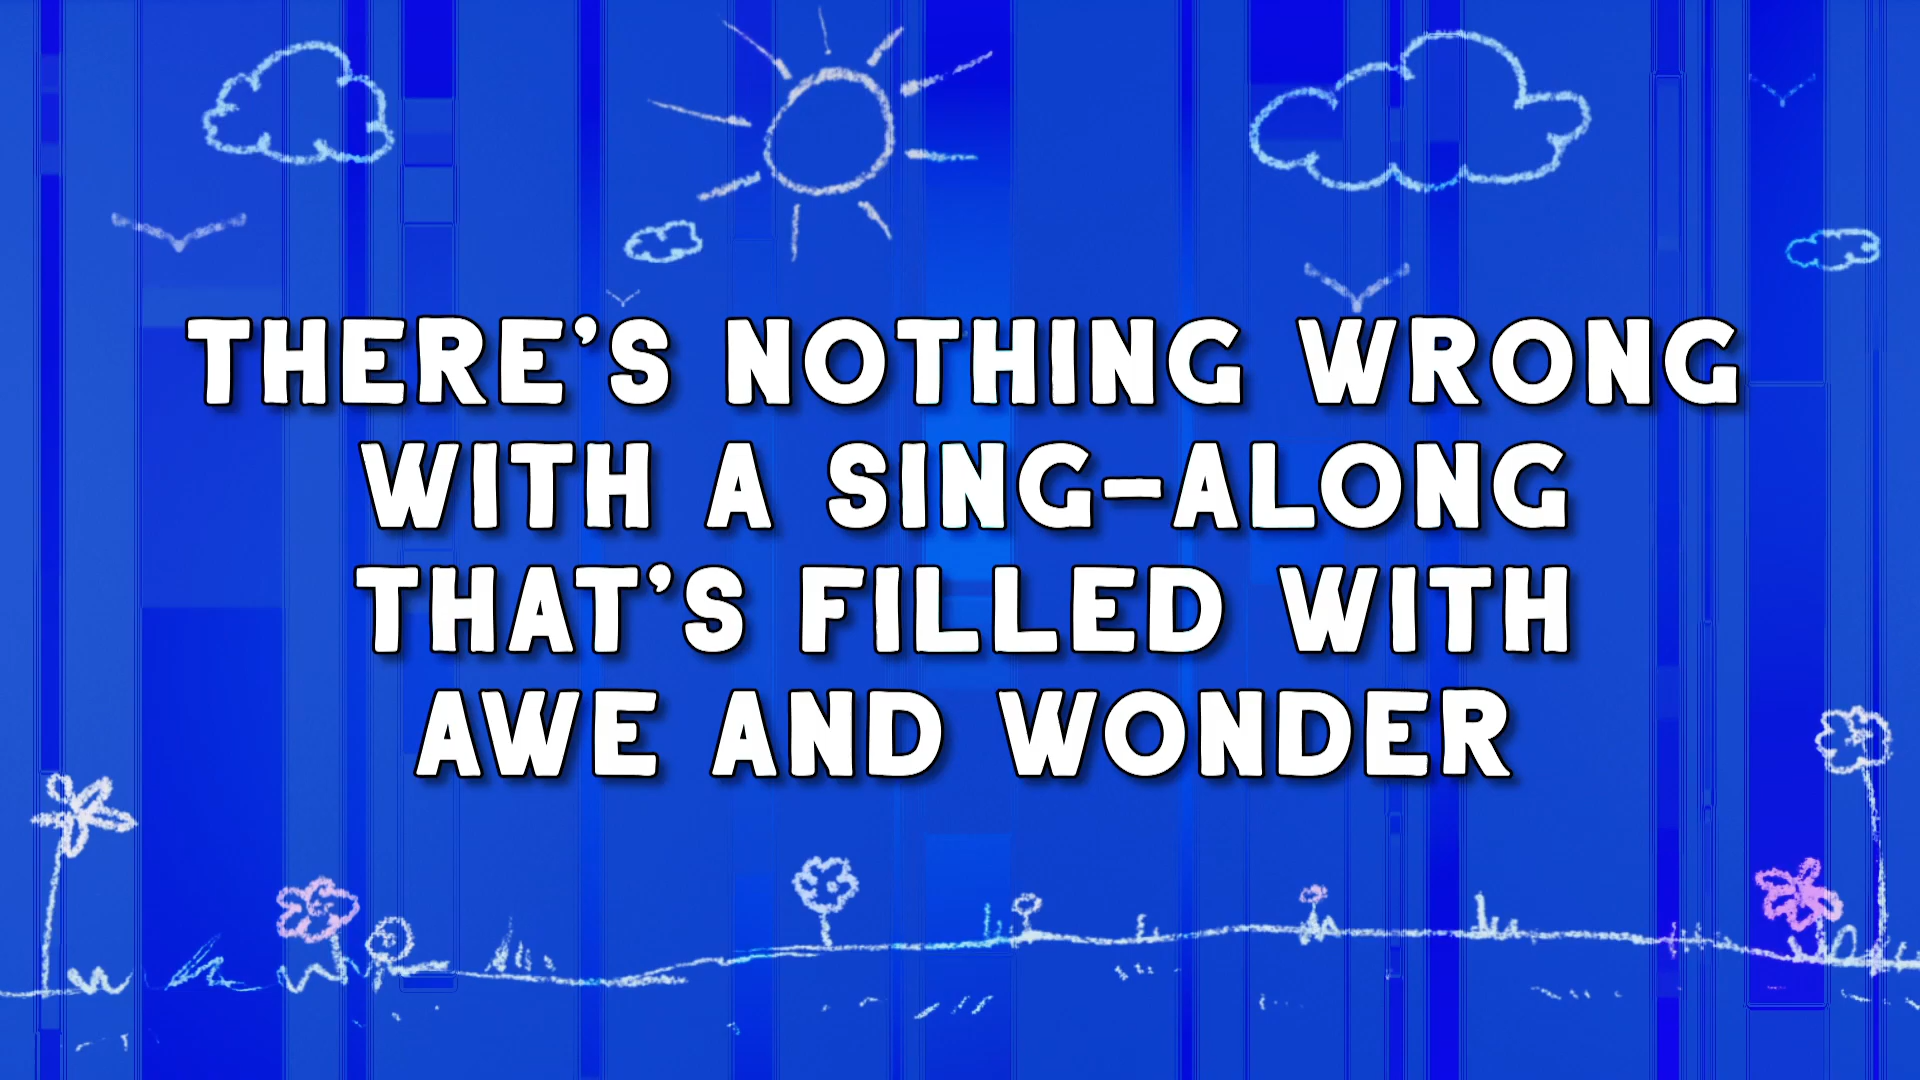 THERE'S NOTHING WRONG
WITH A SING-ALONG
THAT'S FILLED WITH
AWE AND WONDER